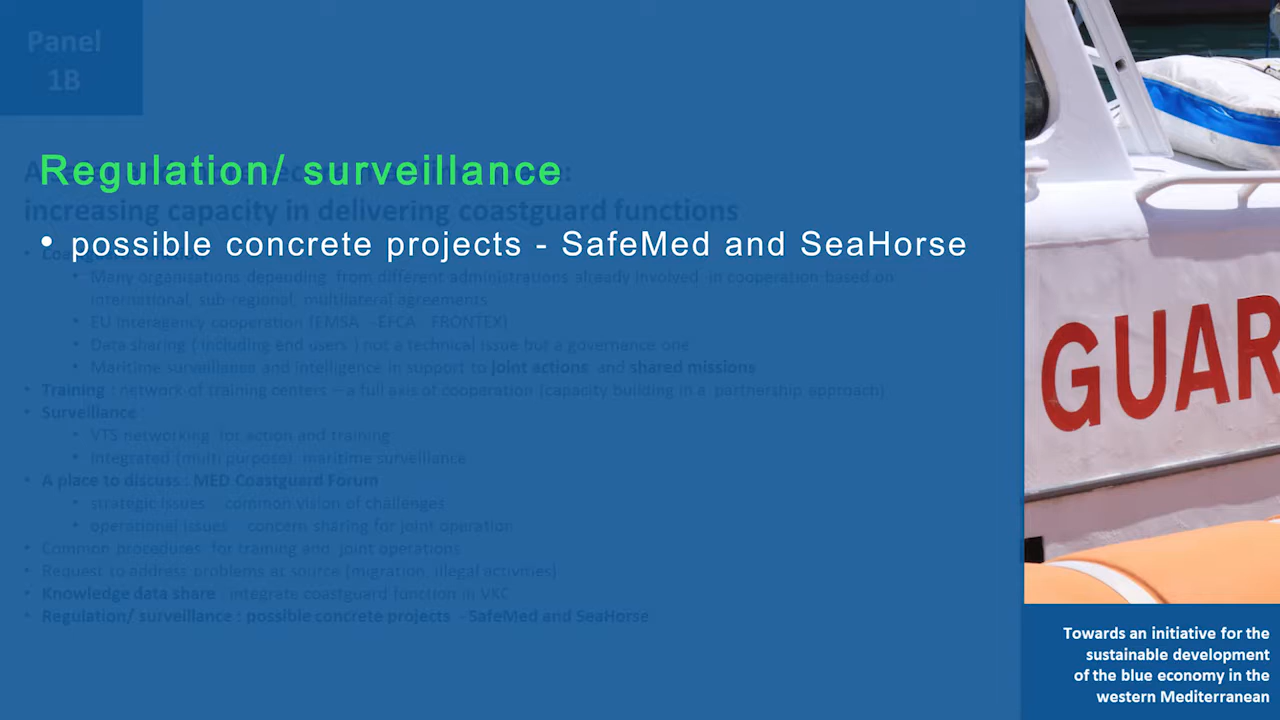 Panel
1B
Regulation/ surveillance
increasing capacity in delivering coastguard functions
• possible concrete projects - SafeMed and SeaHorse
• Many organisations depending from different administrations already involved in cooperation based on
international, sub-regional, multilateral agreements
• EU Interagency cooperation (EMSA - EFCA - FRONTEX)
• Data sharing ( including end users ) not a technical issue but a governance one
• Maritime surveillance and intelligence in support to joint actions and shared missions
• Training : network of training centers – a full axis of cooperation (capacity building in a partnership approach)
• Surveillance
• VTS networking for action and training
• Integrated (multi purpose) maritime surveillance
• A place to discuss : MED Coastguard Forum
• strategic issues common vision of challenges
• operational issues concern sharing for joint operation
• Common procedures for training and joint operations
• Request to address problems at source (migration, illegal activities)
• Knowledge data share : integrate coastguard function in VKC
• Regulation/ surveillance : possible concrete projects - SafeMed and SeaHorse
GUAR
Towards an initiative for the
sustainable development
of the blue economy in the
western Mediterranean